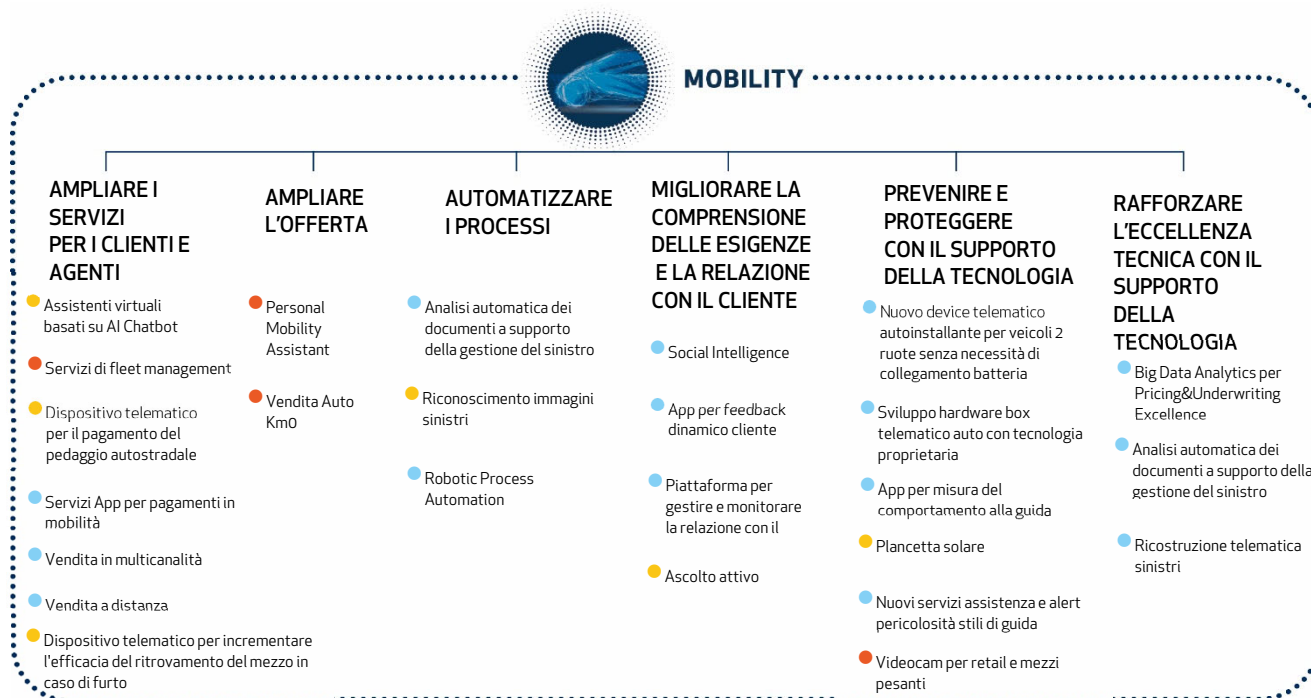 MOBILITY
AMPLIARE I
SERVIZI
PER I CLIENTI E
AGENTI
Assistenti virtuali
basati su AI Chatbot
Servizi di fleet management
Dispositivo telematico
per il pagamento del
pedaggio autostradale
Servizi App per pagamenti in
mobilità
Vendita in multicanalità
Vendita a distanza
Dispositivo telematico per incrementare
l'efficacia del ritrovamento del mezzo in
caso di furto
AMPLIARE
L'OFFERTA
Personal
Mobility
Assistant
Vendita Auto
Km0
AUTOMATIZZARE
I PROCESSI
Analisi automatica dei
documenti a supporto
della gestione del sinistro
Riconoscimento immagini
sinistri
Robotic Process
Automation
MIGLIORARE LA
COMPRENSIONE
DELLE ESIGENZE
E LA RELAZIONE
CON IL CLIENTE
Social Intelligence
App per feedback
dinamico cliente
Piattaforma per
gestire e monitorare
la relazione con il
Ascolto attivo
PREVENIRE E
PROTEGGERE
CON IL SUPPORTO
DELLA TECNOLOGIA
Nuovo device telematico
autoinstallante per veicoli 2
ruote senza necessità di
collegamento batteria
Sviluppo hardware box
telematico auto con tecnologia
proprietaria
App per misura del
comportamento alla guida
Plancetta solare
Nuovi servizi assistenza e alert
pericolosità stili di guida
Videocam per retail e mezzi
pesanti
RAFFORZARE
L'ECCELLENZA
TECNICA CON IL
SUPPORTO
DELLA
TECNOLOGIA
Big Data Analytics per
Pricing&Underwriting
Excellence
Analisi automatica dei
documenti a supporto della
gestione del sinistro
Ricostruzione telematica
sinistri